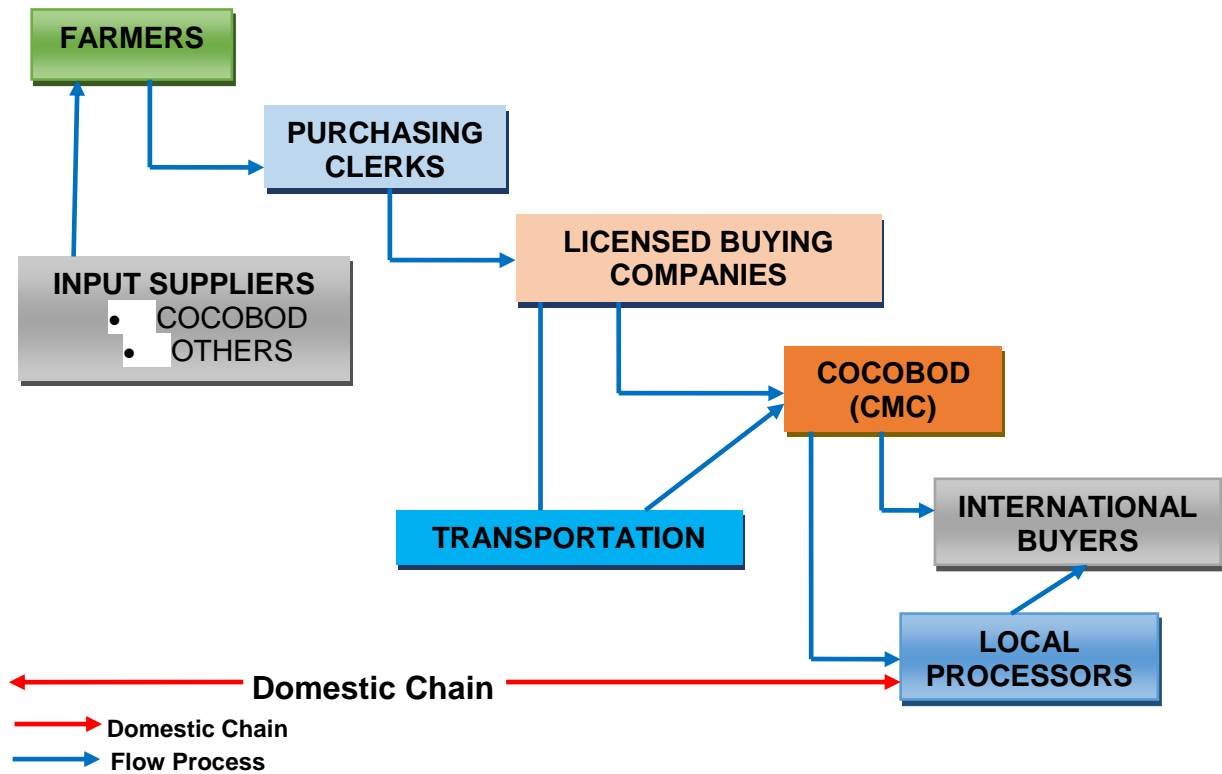 FARMERS
PURCHASING
CLERKS
LICENSED BUYING
COMPANIES
INPUT SUPPLIERS
• COCOBOD
• OTHERS
COCOBOD
(CMC)
TRANSPORTATION
INTERNATIONAL
BUYERS
LOCAL
PROCESSORS
Domestic Chain
Domestic Chain
Flow Process